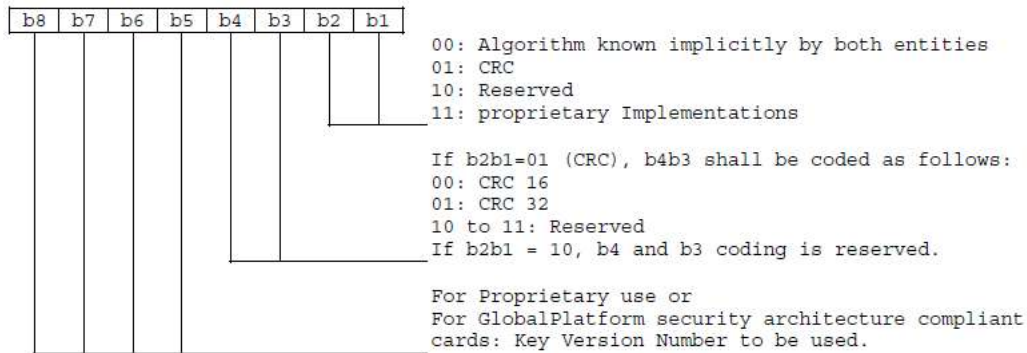 b8 b7 b6 b5 b4 b3 b2 b1
00: Algorithm known implicitly by both entities
01: CRC
10: Reserved
11: proprietary Implementations
If b2b1=01 (CRC), b4b3 shall be coded as follows:
00: CRC 16
01: CRC 32
10 to 11: Reserved
If b2b1 = 10, b4 and b3 coding is reserved.
For Proprietary use or
For GlobalPlatform security architecture compliant
cards: Key Version Number to be used.